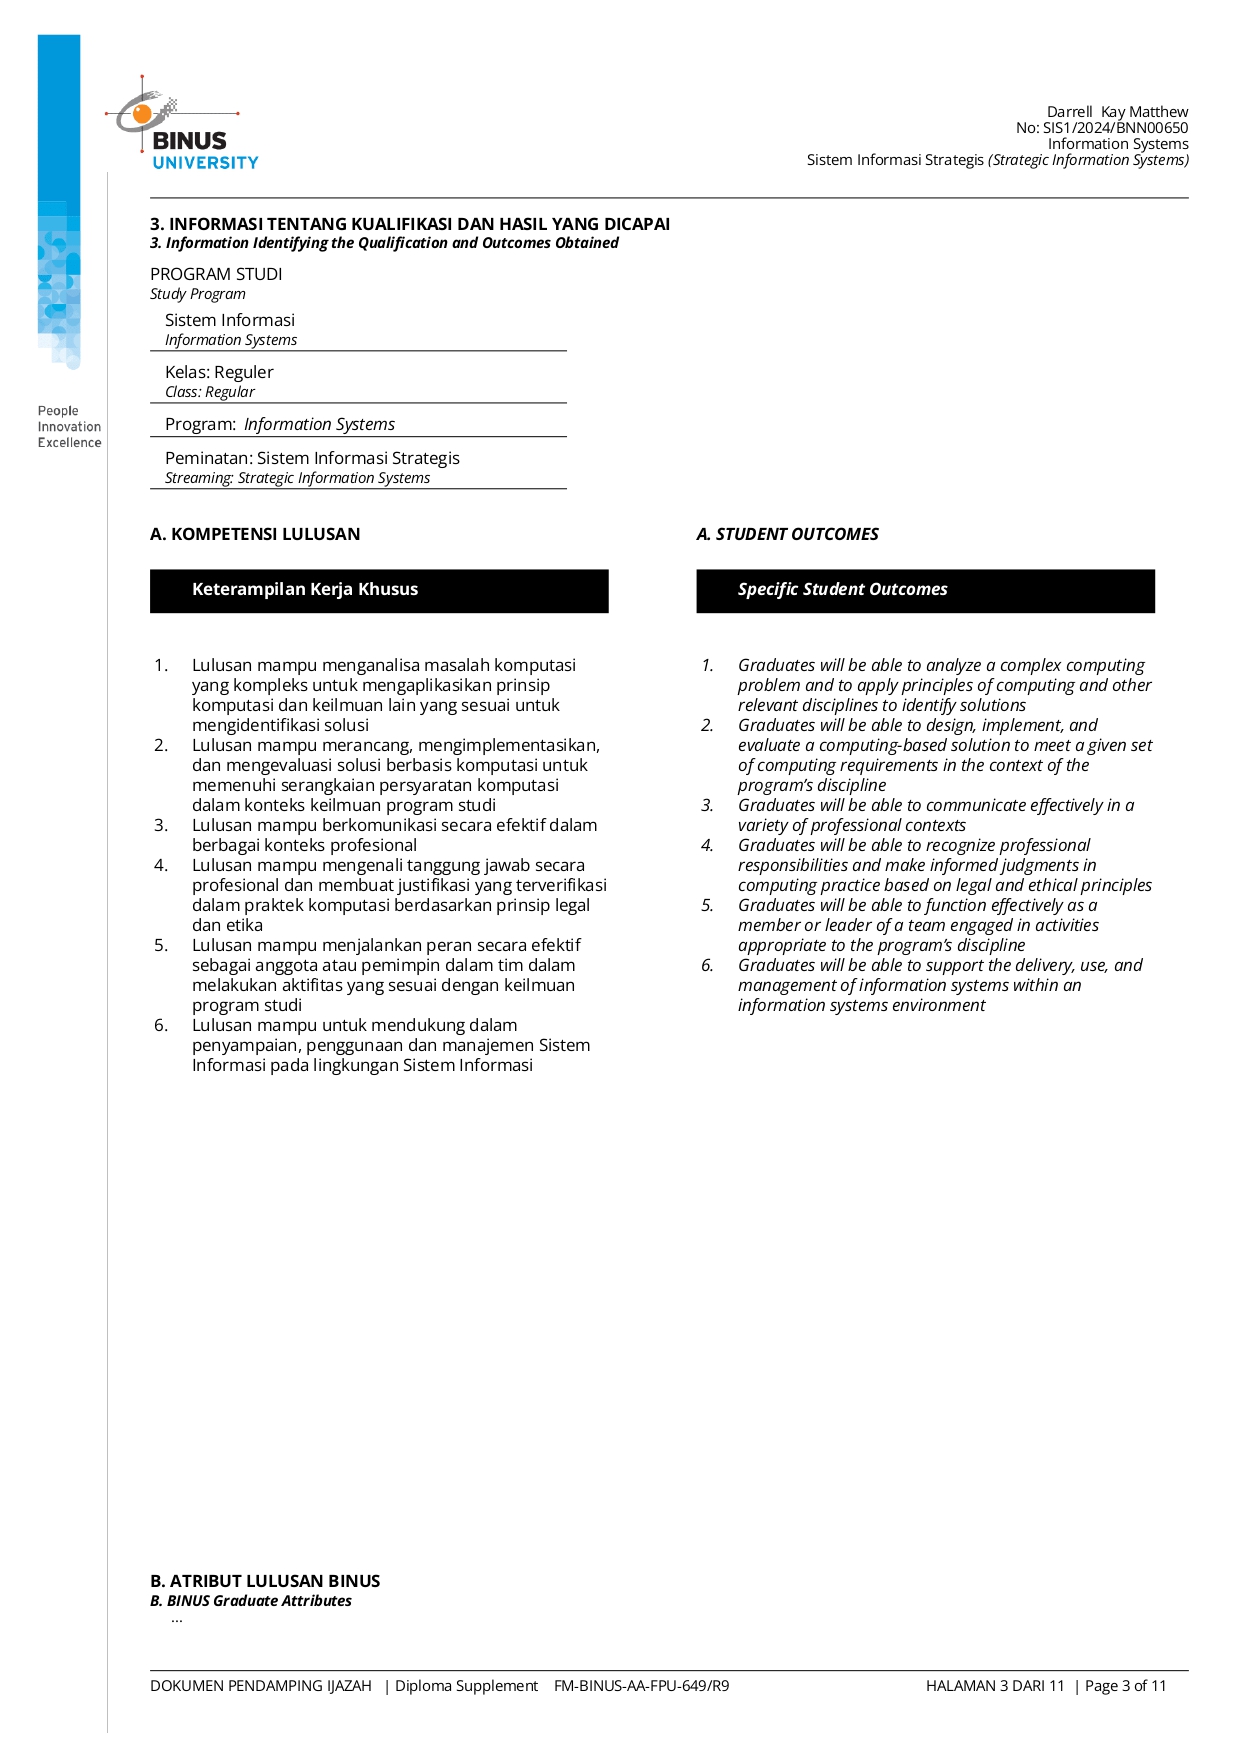 BINUS
UNIVERSITY
People
Innovation
Excellence
Darrell  Kay Matthew
No: SIS1/2024/BNN00650
Information Systems
Sistem Informasi Strategis (Strategic Information Systems)
3. INFORMASI TENTANG KUALIFIKASI DAN HASIL YANG DICAPAI
3. Information Identifying the Qualification and Outcomes Obtained
PROGRAM STUDI
Study Program
Sistem Informasi
Information Systems
Kelas: Reguler
Class: Regular
Program:  Information Systems
Peminatan: Sistem Informasi Strategis
Streaming: Strategic Information Systems
A. KOMPETENSI LULUSAN
Keterampilan Kerja Khusus
1. Lulusan mampu menganalisa masalah komputasi
yang kompleks untuk mengaplikasikan prinsip
komputasi dan keilmuan lain yang sesuai untuk
mengidentifikasi solusi
2. Lulusan mampu merancang, mengimplementasikan,
dan mengevaluasi solusi berbasis komputasi untuk
memenuhi serangkaian persyaratan komputasi
dalam konteks keilmuan program studi
3. Lulusan mampu berkomunikasi secara efektif dalam
berbagai konteks profesional
4. Lulusan mampu mengenali tanggung jawab secara
profesional dan membuat justifikasi yang terverifikasi
dalam praktek komputasi berdasarkan prinsip legal
dan etika
5. Lulusan mampu menjalankan peran secara efektif
sebagai anggota atau pemimpin dalam tim dalam
melakukan aktifitas yang sesuai dengan keilmuan
program studi
6. Lulusan mampu untuk mendukung dalam
penyampaian, penggunaan dan manajemen Sistem
Informasi pada lingkungan Sistem Informasi
A. STUDENT OUTCOMES
Specific Student Outcomes
1. Graduates will be able to analyze a complex computing
problem and to apply principles of computing and other
relevant disciplines to identify solutions
2. Graduates will be able to design, implement, and
evaluate a computing-based solution to meet a given set
of computing requirements in the context of the
program’s discipline
3. Graduates will be able to communicate effectively in a
variety of professional contexts
4. Graduates will be able to recognize professional
responsibilities and make informed judgments in
computing practice based on legal and ethical principles
5. Graduates will be able to function effectively as a
member or leader of a team engaged in activities
appropriate to the program’s discipline
6. Graduates will be able to support the delivery, use, and
management of information systems within an
information systems environment
B. ATRIBUT LULUSAN BINUS
B. BINUS Graduate Attributes
...
DOKUMEN PENDAMPING IJAZAH | Diploma Supplement FM-BINUS-AA-FPU-649/R9
HALAMAN 3 DARI 11 | Page 3 of 11